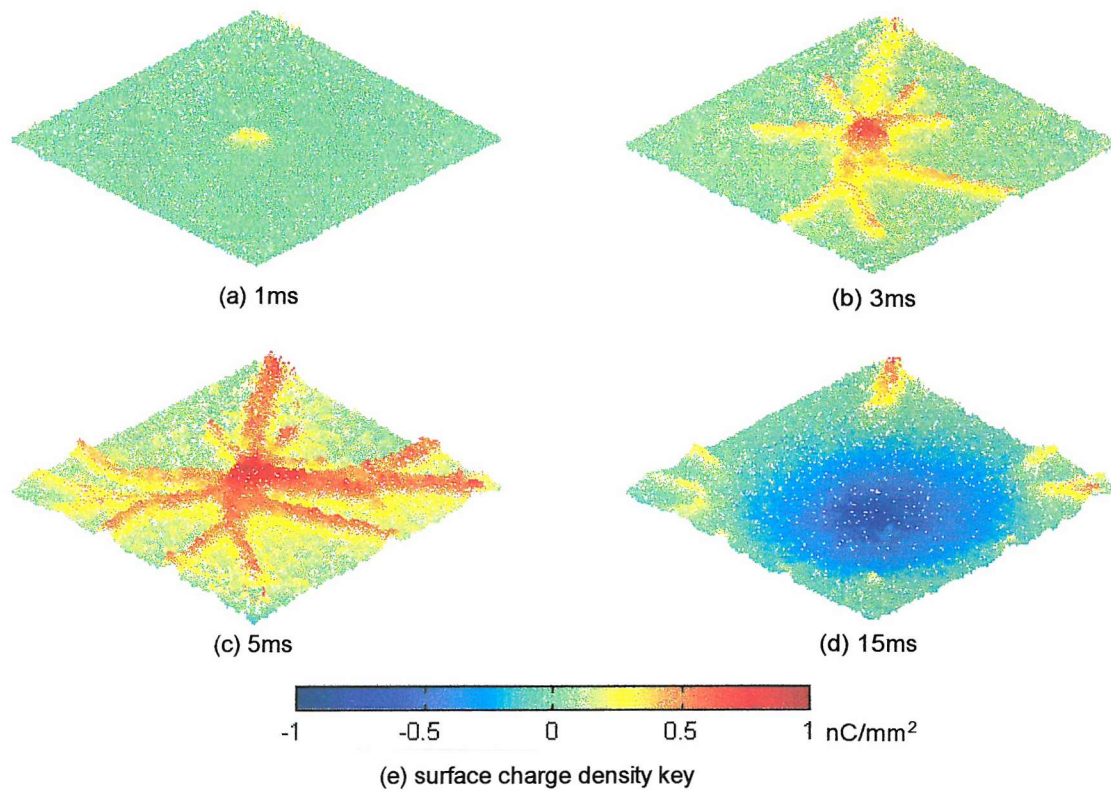 (a) 1ms
(b) 3ms
(c) 5ms
(d) 15ms
-1 -0.5 0 0.5 1 nC/mm²
(e) surface charge density key